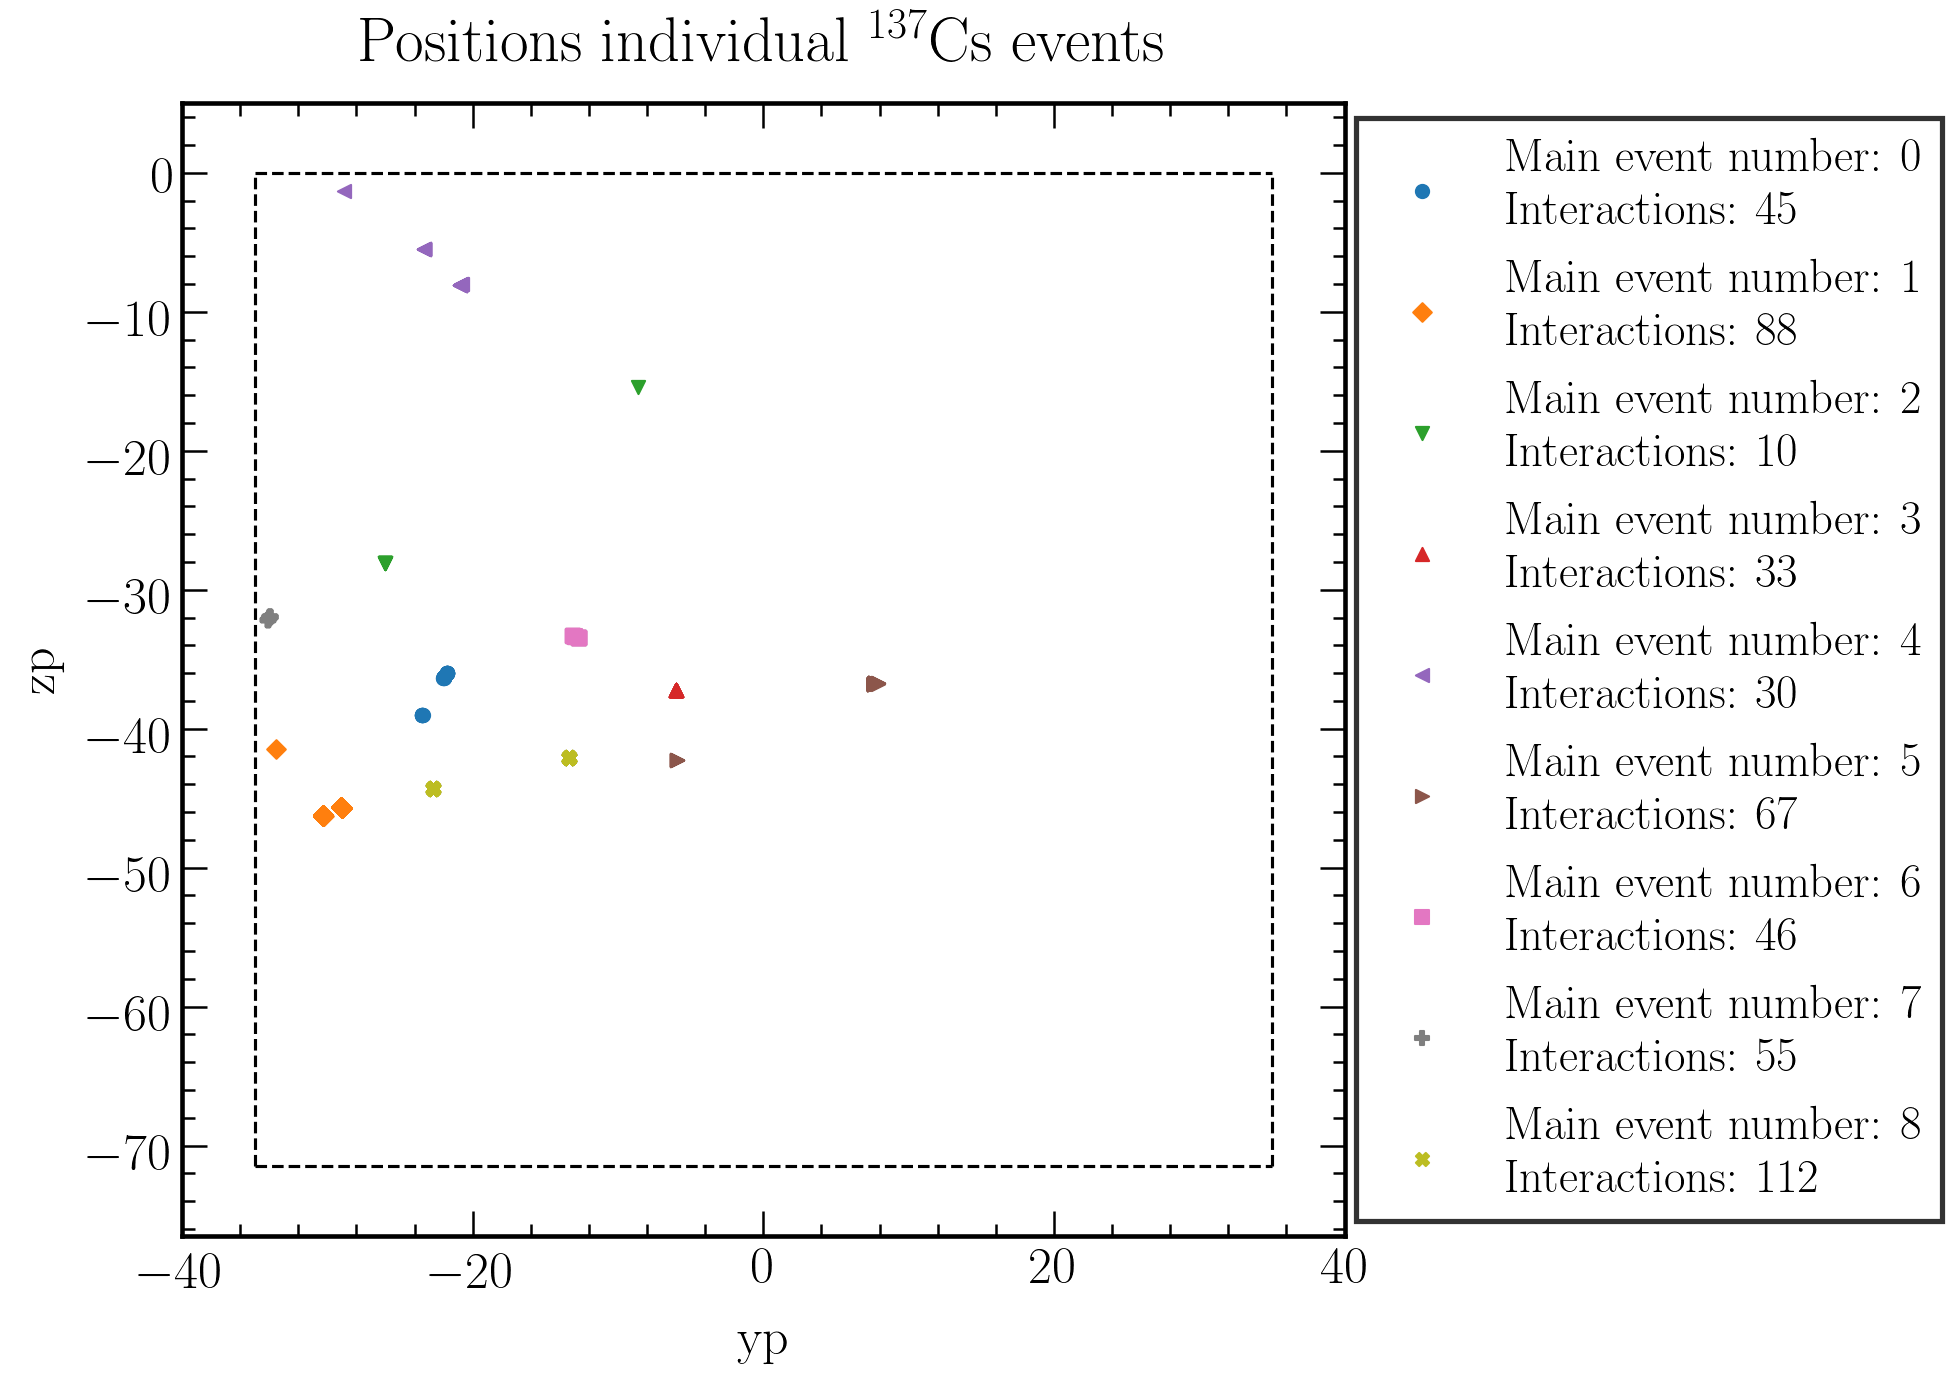 Positions individual ¹³⁷Cs events
0
−10
−20
−30
−40
−50
−60
−70
zp
−40
−20
0
20
40
yp
Main event number: 0
Interactions: 45
Main event number: 1
Interactions: 88
Main event number: 2
Interactions: 10
Main event number: 3
Interactions: 33
Main event number: 4
Interactions: 30
Main event number: 5
Interactions: 67
Main event number: 6
Interactions: 46
Main event number: 7
Interactions: 55
Main event number: 8
Interactions: 112